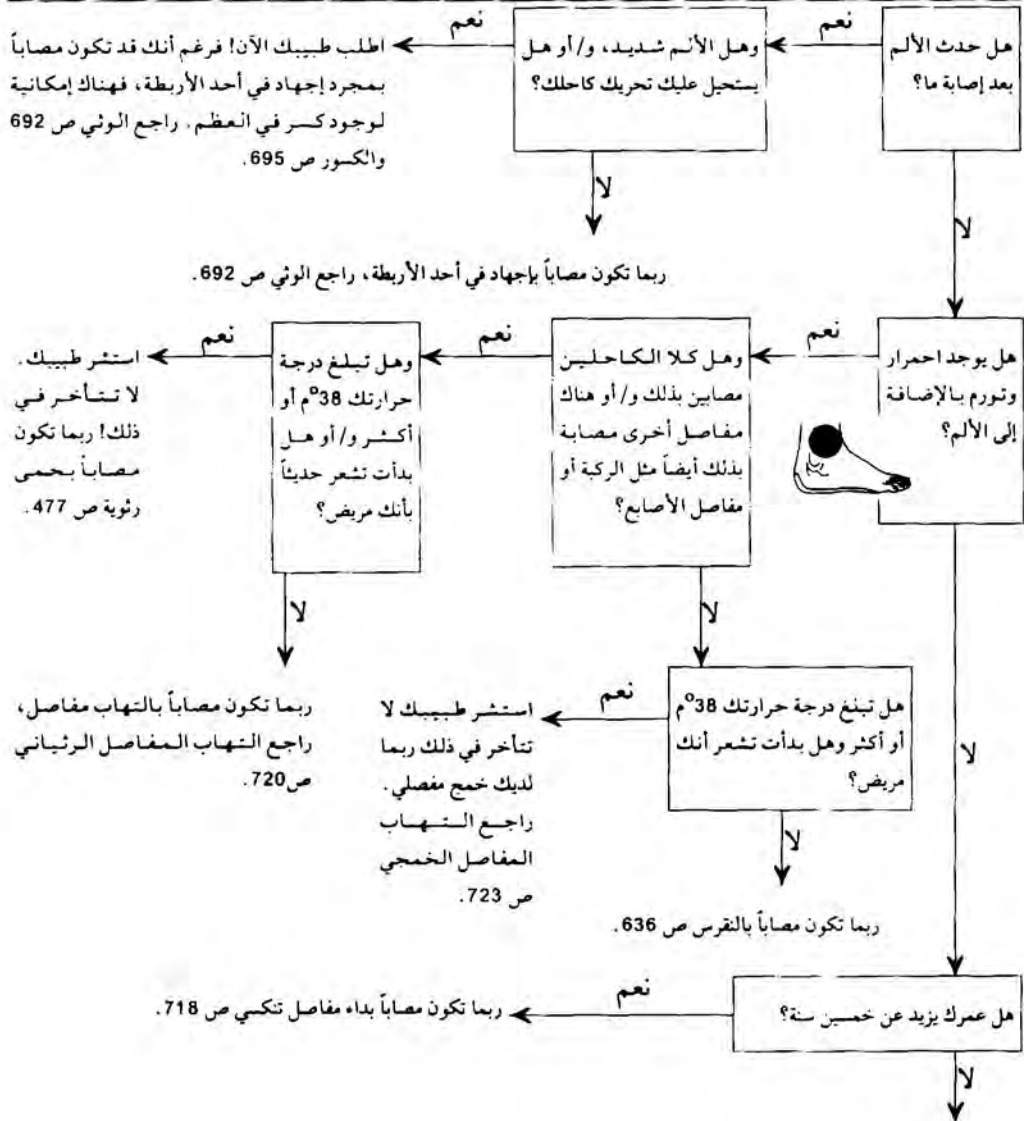 هل حدث الألم
بعد إصابة ما؟
نعم
وهل الألم شديد، و/أو هل
يستحيل عليك تحريك كاحلك؟
نعم
اطلب طبيبك الآن! فرغم أنك قد تكون مصاباً
بمجرد إجهاد في أحد الأربطة، فهناك إمكانية
لوجود كسر في العظم. راجع الوثي ص 692
والكسور ص 695.
لا
ربما تكون مصاباً بإجهاد في أحد الأربطة، راجع الوثي ص 692.
لا
هل يوجد احمرار
وتورم بالإضافة
إلى الألم؟
نعم
وهل كلا الكاحلين
مصابين بذلك و/أو هناك
مفاصل أخرى مصابة
بذلك أيضاً مثل الركبة أو
مفاصل الأصابع؟
نعم
وهل تبلغ درجة
حرارتك 38°م أو
أكثر و/أو هل
بدأت تشعر حديثاً
بأنك مريض؟
نعم
استشر طبيبك.
لا تتأخر في
ذلك! ربما تكون
مصاباً بحمى
رثوية ص 477.
لا
ربما تكون مصاباً بالتهاب مفاصل،
راجع التهاب المفاصل الرثياني
ص720.
لا
هل تبلغ درجة حرارتك 38°م
أو أكثر وهل بدأت تشعر أنك
مريض؟
نعم
استشر طبيبك لا
تتأخر في ذلك ربما
لديك خمج مفصلي.
راجع التهاب
المفاصل الخمجي
ص 723.
لا
ربما تكون مصاباً بالنقرس ص 636.
لا
هل عمرك يزيد عن خمسين سنة؟
نعم
ربما تكون مصاباً بداء مفاصل تنكسي ص 718.
لا